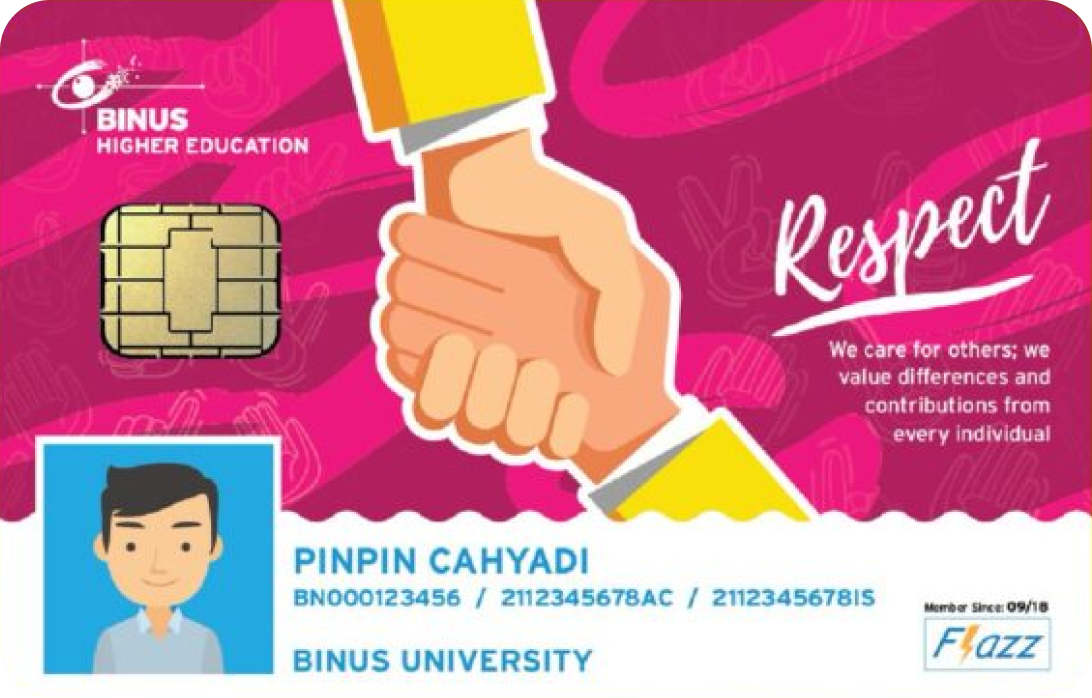 BINUS
HIGHER EDUCATION
Respect
We care for others; we
value differences and
contributions from
every individual
PINPIN CAHYADI
BN000123456 / 2112345678AC / 2112345678IS
BINUS UNIVERSITY
Member Since: 09/18
Flazz